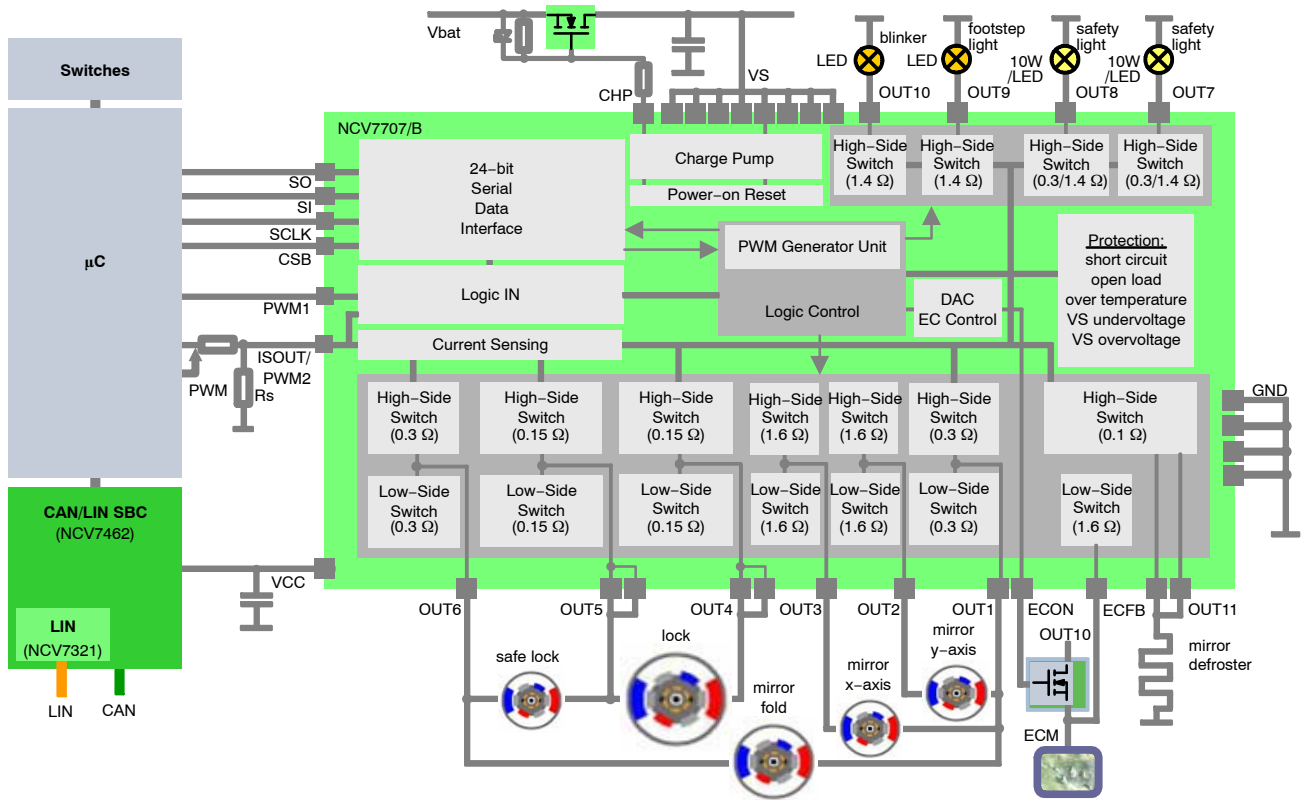 Vbat
CHP
VS
blinker
LED
OUT10
footstep
light
LED
OUT9
safety
light
10W
/LED
OUT8
safety
light
10W
/LED
OUT7
Switches
μC
NCV7707/B
SO
SI
SCLK
CSB
PWM1
ISOUT/
PWM2
PWM
Rs
24−bit
Serial
Data
Interface
Logic IN
Current Sensing
Charge Pump
Power−on Reset
High−Side
Switch
(1.4 Ω)
High−Side
Switch
(1.4 Ω)
High−Side
Switch
(0.3/1.4 Ω)
High−Side
Switch
(0.3/1.4 Ω)
PWM Generator Unit
Logic Control
DAC
EC Control
Protection:
short circuit
open load
over temperature
VS undervoltage
VS overvoltage
High−Side
Switch
(0.3 Ω)
High−Side
Switch
(0.15 Ω)
High−Side
Switch
(0.15 Ω)
High−Side
Switch
(1.6 Ω)
High−Side
Switch
(1.6 Ω)
High−Side
Switch
(0.3 Ω)
High−Side
Switch
(0.1 Ω)
Low−Side
Switch
(0.3 Ω)
Low−Side
Switch
(0.15 Ω)
Low−Side
Switch
(0.15 Ω)
Low−Side
Switch
(1.6 Ω)
Low−Side
Switch
(1.6 Ω)
Low−Side
Switch
(0.3 Ω)
Low−Side
Switch
(1.6 Ω)
GND
CAN/LIN SBC
(NCV7462)
LIN
(NCV7321)
LIN
CAN
VCC
OUT6
OUT5
OUT4
OUT3
OUT2
OUT1
ECON
ECFB
OUT11
safe lock
lock
mirror
fold
mirror
x−axis
mirror
y−axis
OUT10
ECM
mirror
defroster